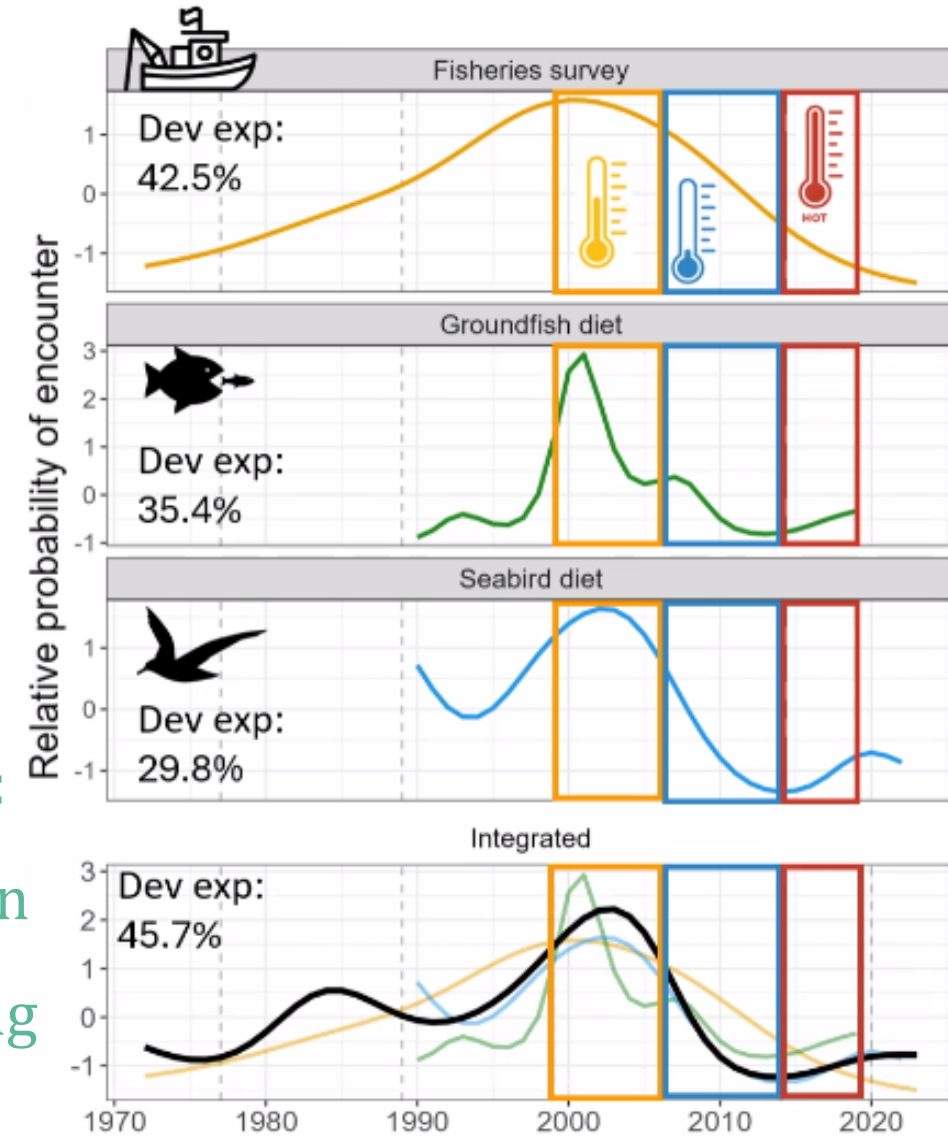 Fisheries survey
Dev exp:
42.5%
HOT
1
0
-1
Groundfish diet
Dev exp:
35.4%
3
2
1
0
-1
Relative probability of encounter
Seabird diet
Dev exp:
29.8%
1
0
-1
Integrated
Dev exp:
45.7%
3
2
1
0
-1
1970 1980 1990 2000 2010 2020
n
g